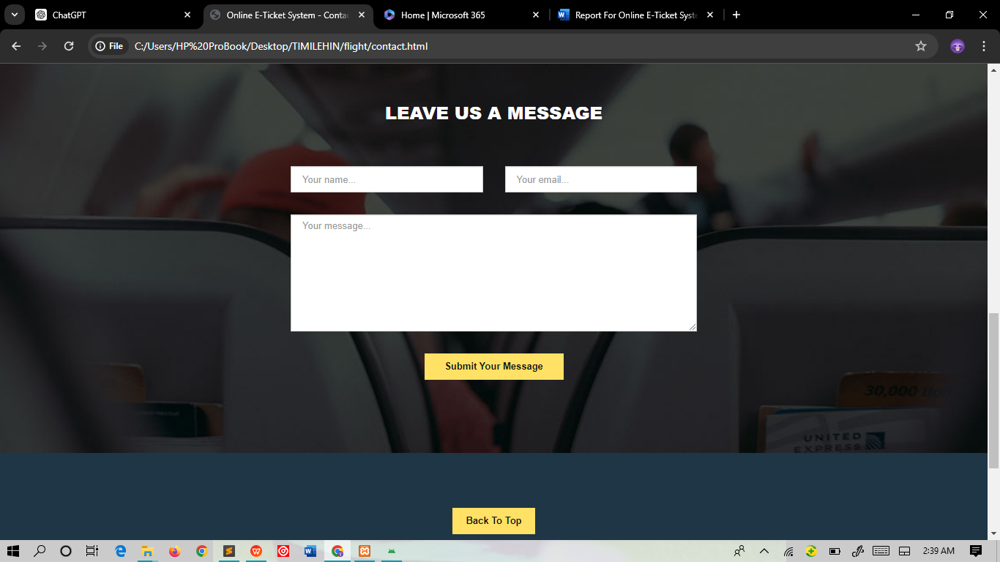 ChatGPT
Online E-Ticket System - Contac
Home | Microsoft 365
Report For Online E-Ticket Syste
File
C:/Users/HP%20ProBook/Desktop/TIMILEHIN/flight/contact.html
LEAVE US A MESSAGE
Your name...
Your email...
Your message...
Submit Your Message
30,000
UNITED
EXPRESS
Back To Top
2:39 AM